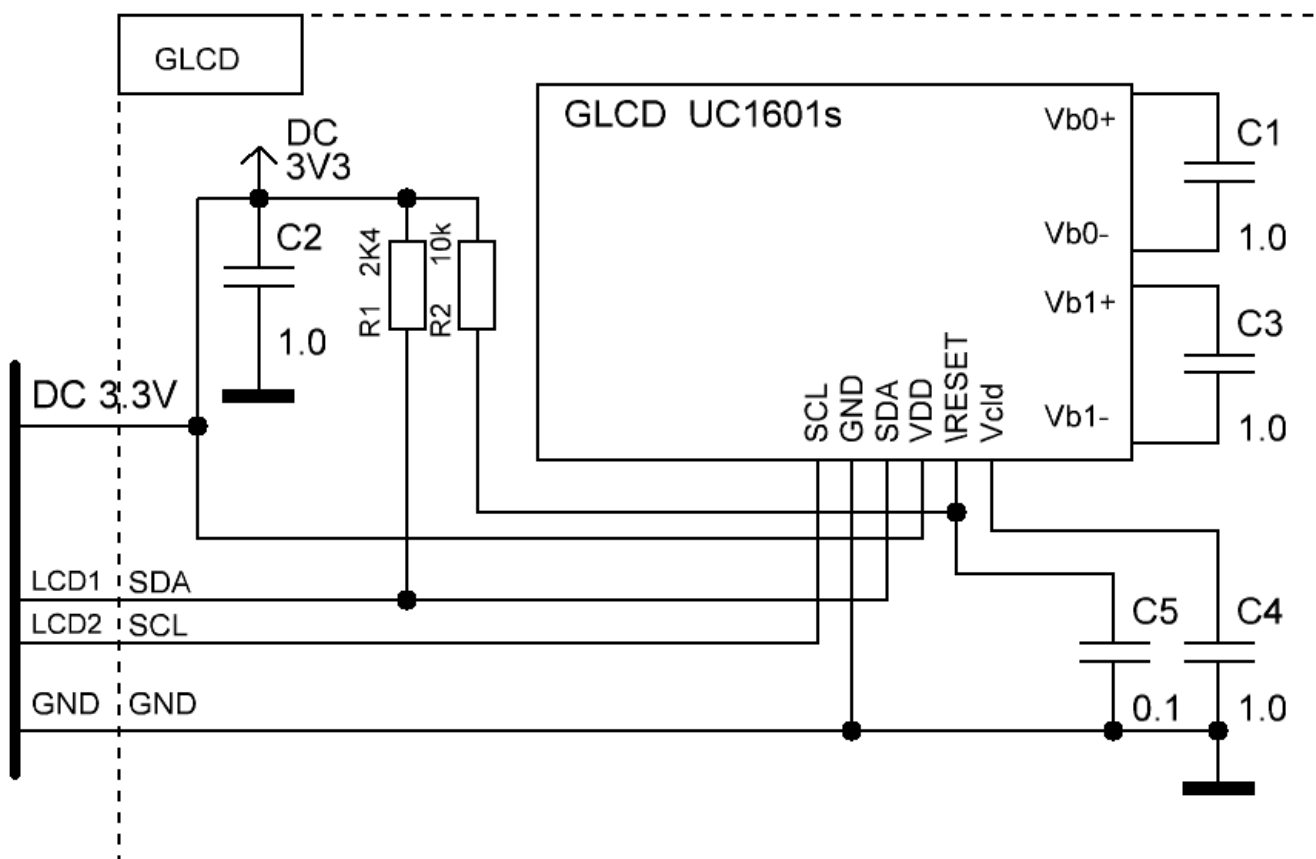 GLCD
GLCD UC1601s
Vb0+
C1
DC
3V3
C2
2K4
10k
Vb0-
1.0
R1
R2
Vb1+
C3
1.0
DC 3.3V
SCL
GND
SDA
VDD
\RESET
Vcld
Vb1-
1.0
LCD1 SDA
LCD2 SCL
C5
C4
GND GND
0.1
1.0